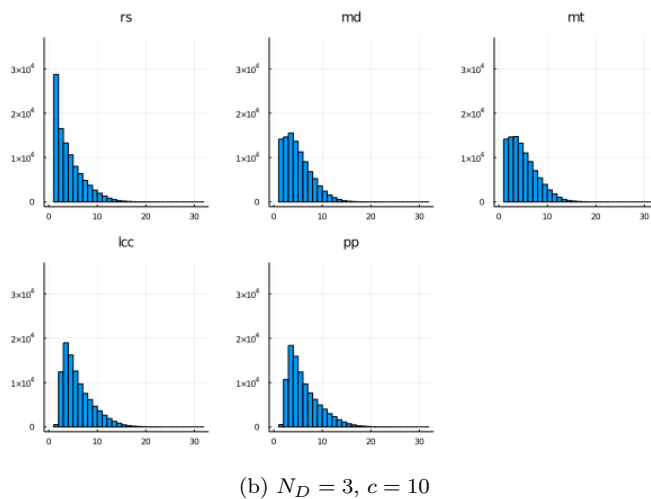 rs md mt
3×10⁴ 3×10⁴ 3×10⁴
2×10⁴ 2×10⁴ 2×10⁴
1×10⁴ 1×10⁴ 1×10⁴
0 0 0
0 10 20 30 0 10 20 30 0 10 20 30
lcc pp
3×10⁴ 3×10⁴
2×10⁴ 2×10⁴
1×10⁴ 1×10⁴
0 0
0 10 20 30 0 10 20 30
(b) N_D = 3, c = 10